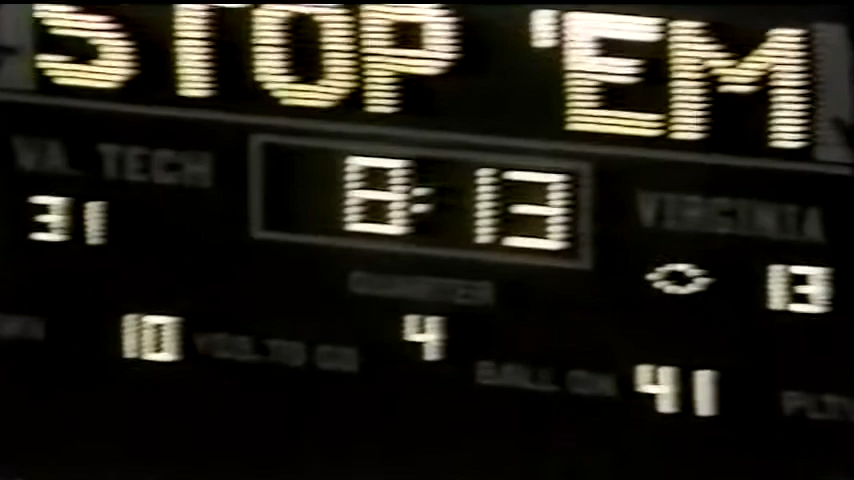 STOP 'EM
VA. TECH 8:13 VIRGINIA
31 13
QUARTER
10 YDS. TO GO 4 BALL ON 41